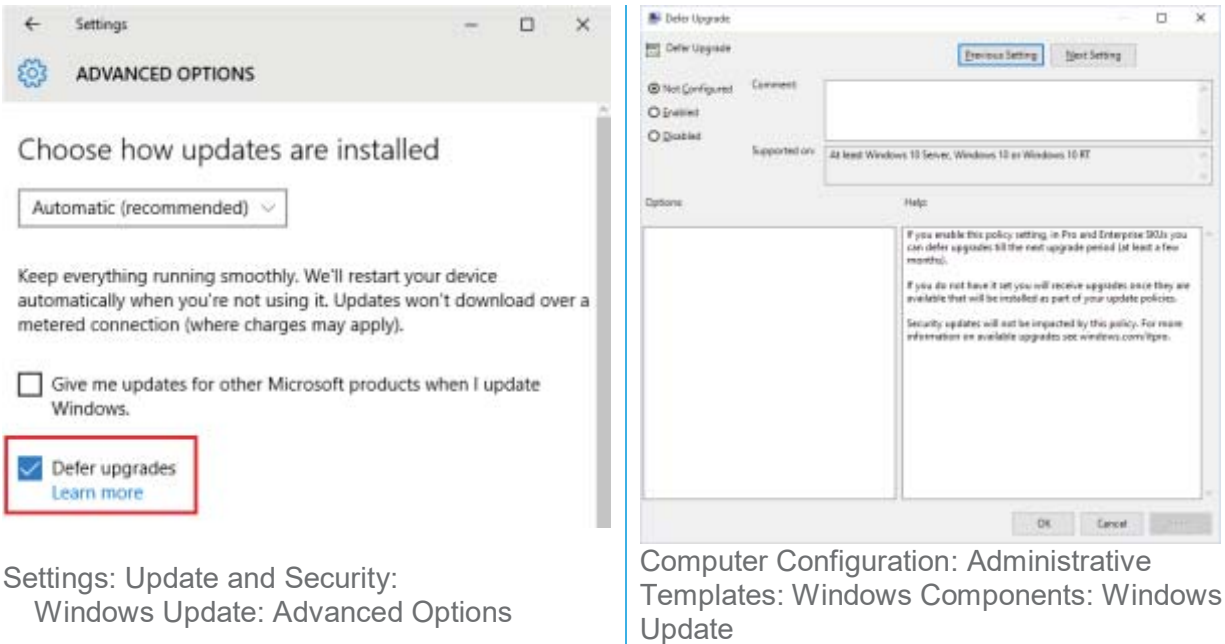 ← Settings
ADVANCED OPTIONS
Choose how updates are installed
Automatic (recommended)
Keep everything running smoothly. We'll restart your device
automatically when you're not using it. Updates won't download over a
metered connection (where charges may apply).
Give me updates for other Microsoft products when I update
Windows.
Defer upgrades
Learn more
Settings: Update and Security:
Windows Update: Advanced Options
Defer Upgrade
Defer Upgrade
Previous Setting Next Setting
Not Configured Comment:
Enabled
Disabled
Supported on: At least Windows 10 Server, Windows 10 or Windows 10 RT
Options: Help:
If you enable this policy setting, in Pro and Enterprise SKUs you
can defer upgrades till the next upgrade period (at least a few
months).
If you do not have it set you will receive upgrades once they are
available that will be installed as part of your update policies.
Security updates will not be impacted by this policy. For more
information on available upgrades see windows.com/itpro.
OK Cancel
Computer Configuration: Administrative
Templates: Windows Components: Windows
Update